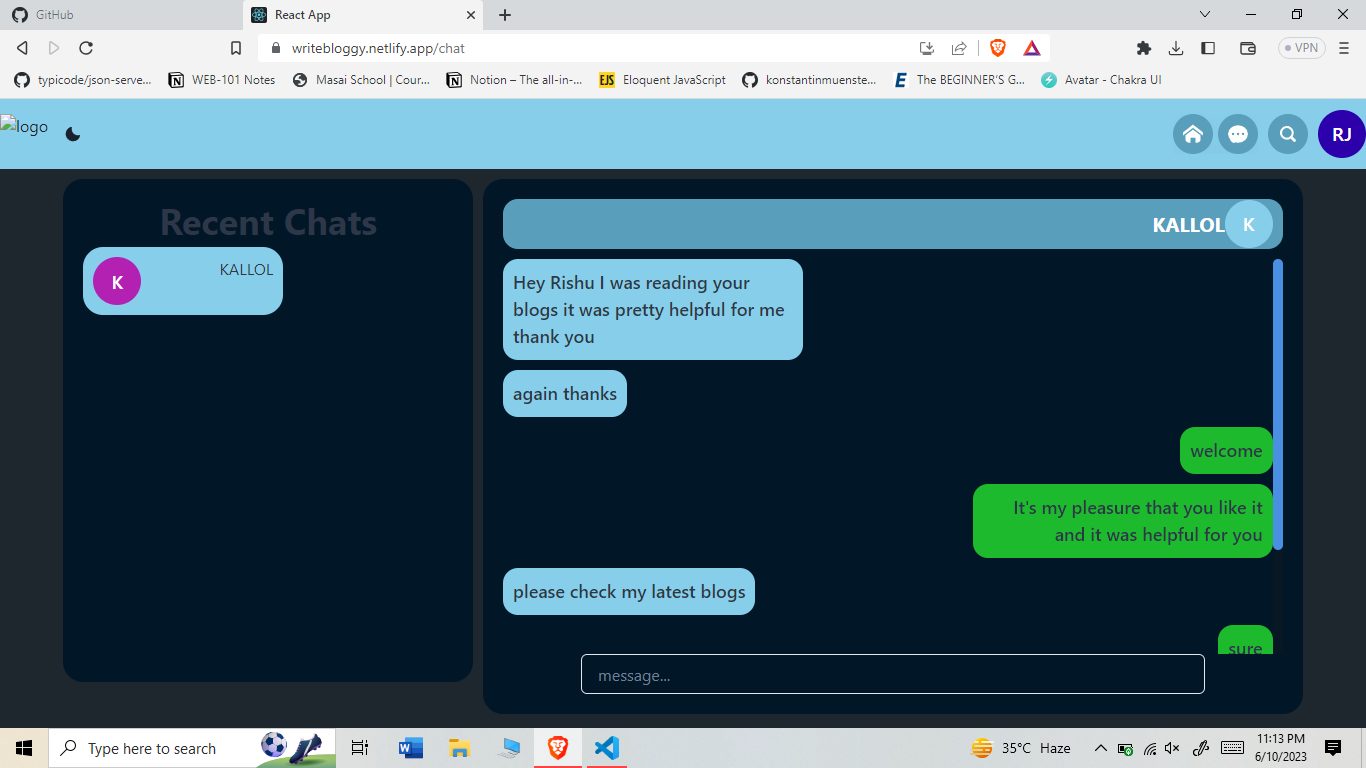 GitHub
React App
writebloggy.netlify.app/chat
VPN
typicode/json-serve...
WEB-101 Notes
Masai School | Cour...
Notion – The all-in-...
EJS
Eloquent JavaScript
konstantinmuenste...
E
The BEGINNER'S G...
Avatar - Chakra UI
logo
RJ
Recent Chats
K
KALLOL
KALLOL
K
Hey Rishu I was reading your
blogs it was pretty helpful for me
thank you
again thanks
welcome
It's my pleasure that you like it
and it was helpful for you
please check my latest blogs
sure
message...
Type here to search
W
35°C Haze
11:13 PM
6/10/2023